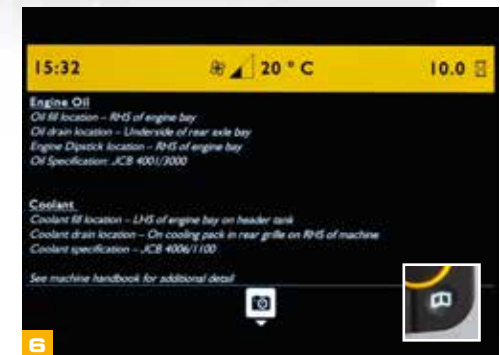 15:32 20 ° C 10.0
Engine Oil
Oil fill location – RHS of engine bay
Oil drain location – Underside of rear axle bay
Engine Dipstick location – RHS of engine bay
Oil Specification: JCB 4001/3000
Coolant
Coolant fill location – LHS of engine bay on header tank
Coolant drain location – On cooling pack in rear grille on RHS of machine
Coolant specification – JCB 4006/1100
See machine handbook for additional detail
6